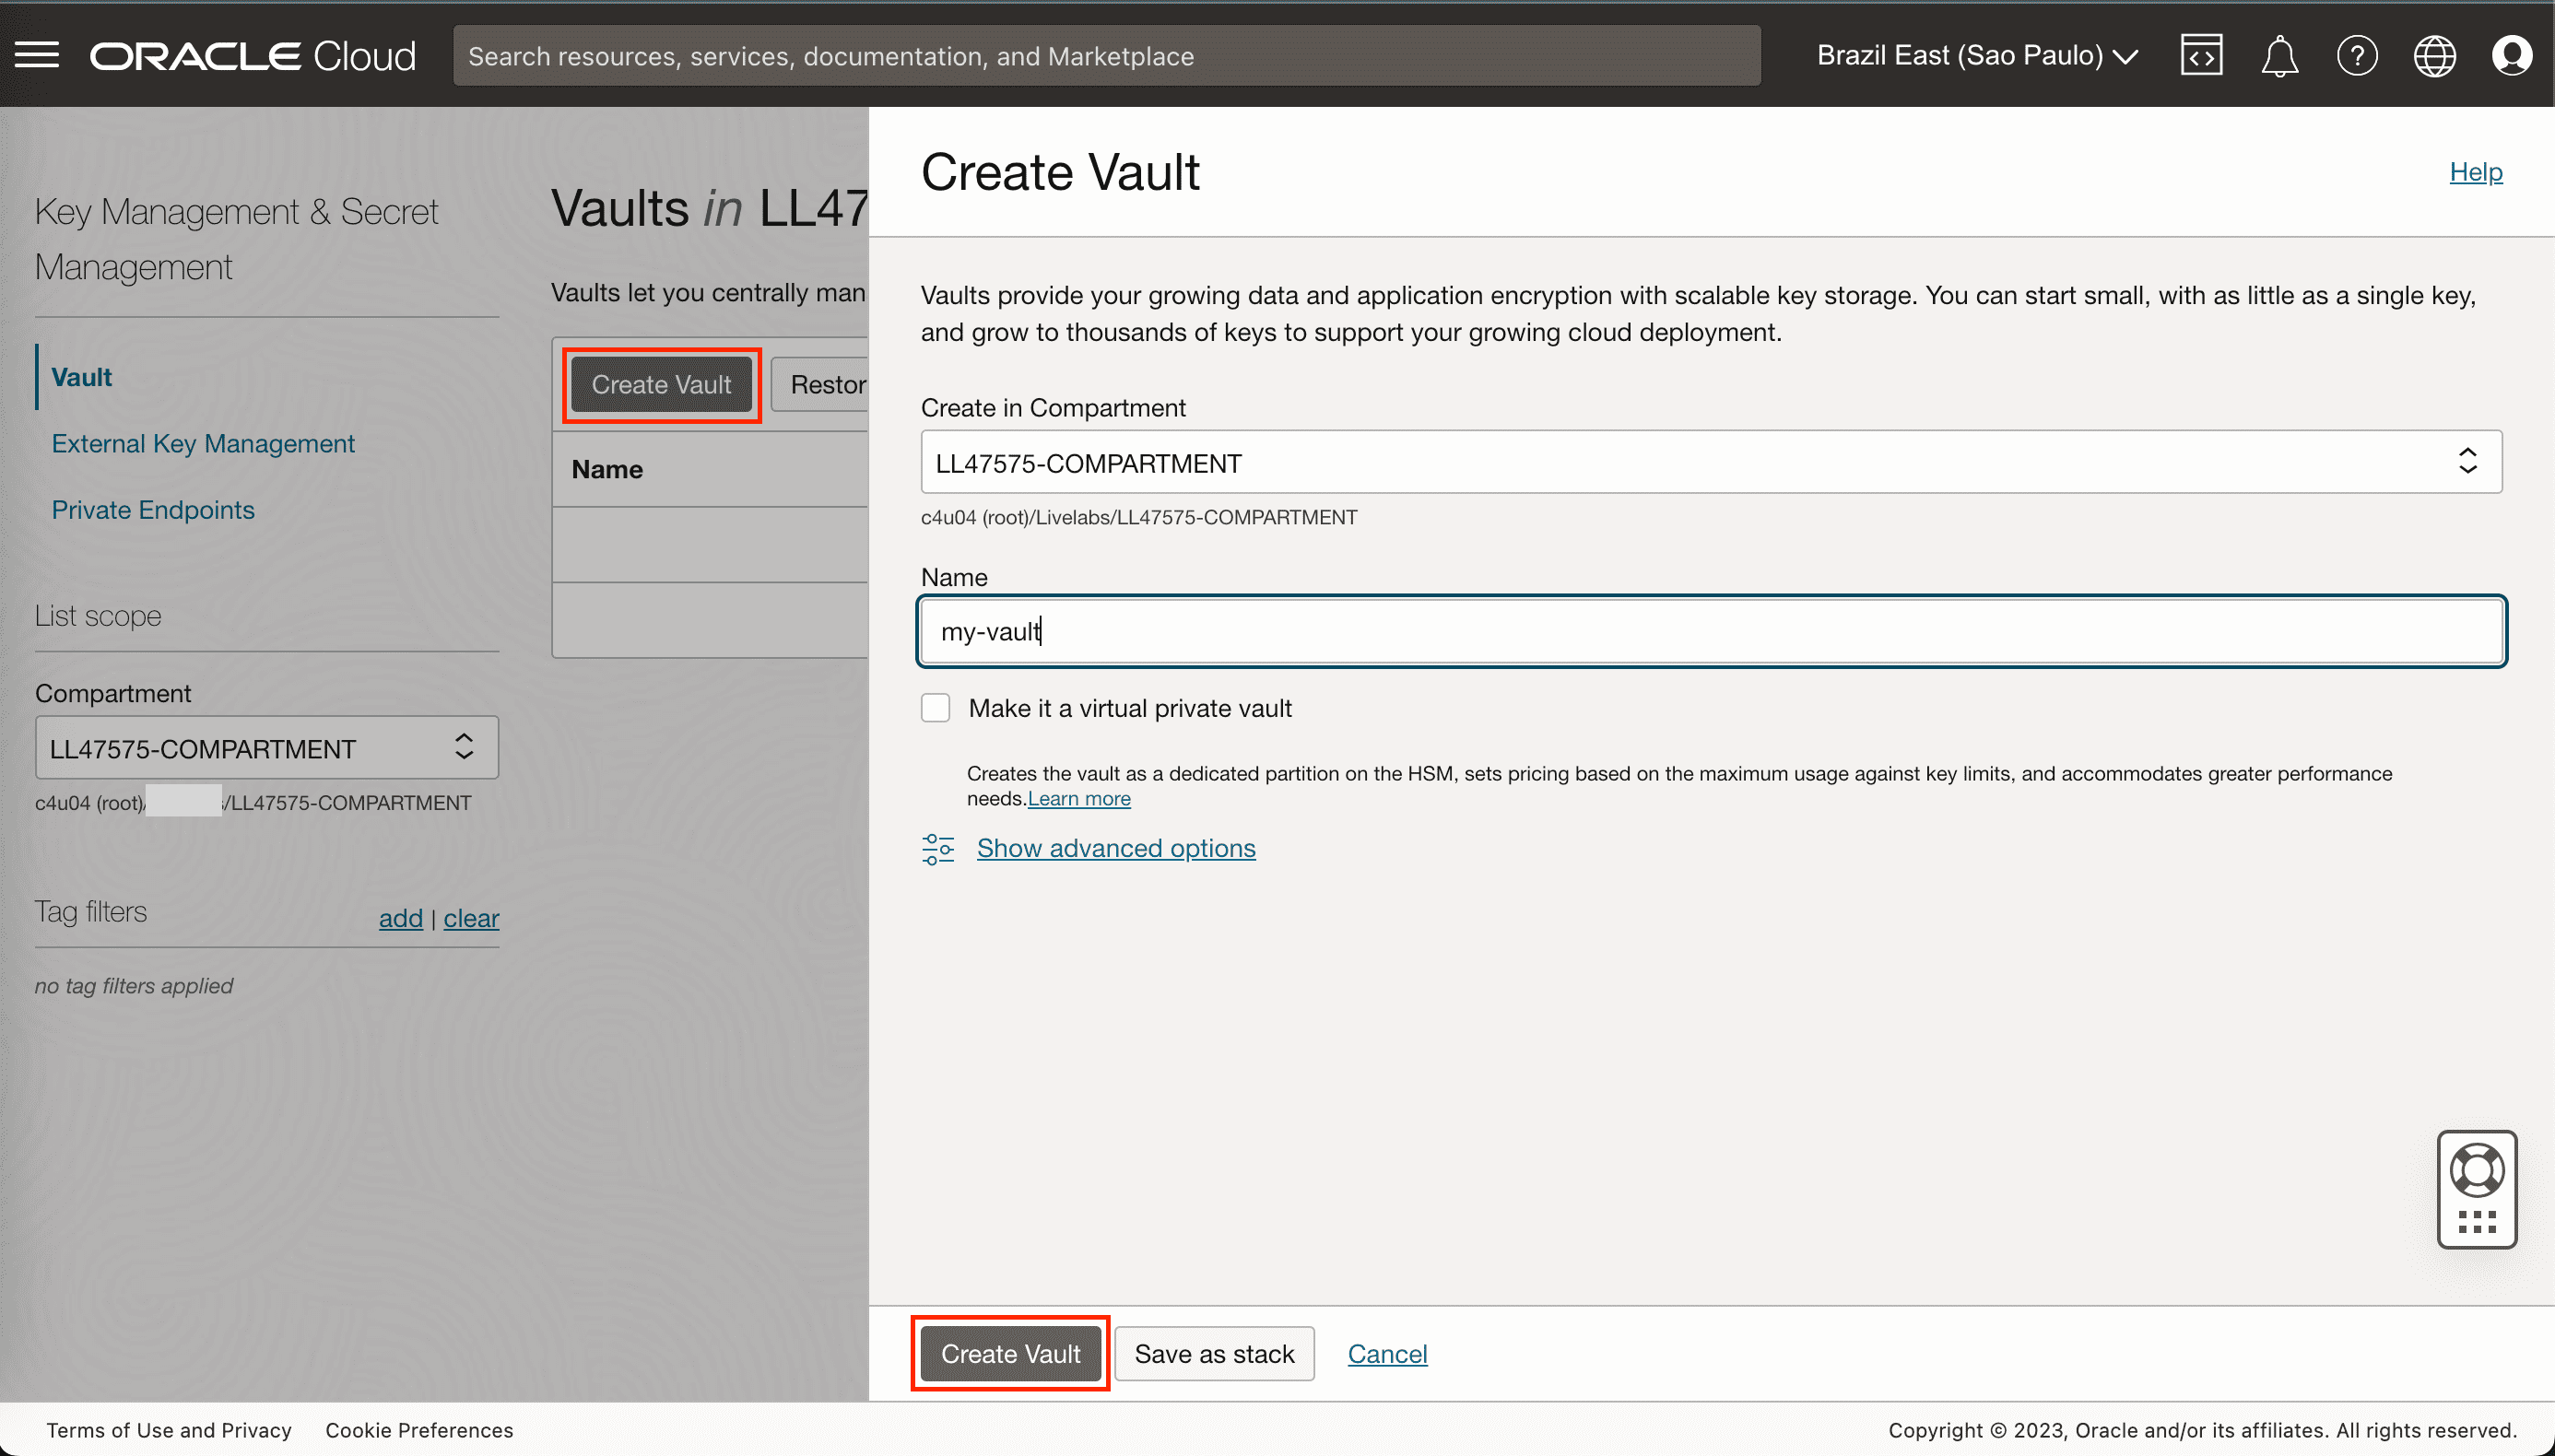 ORACLE Cloud
Search resources, services, documentation, and Marketplace
Brazil East (Sao Paulo)
Key Management & Secret
Management
Vault
External Key Management
Private Endpoints
List scope
Compartment
LL47575-COMPARTMENT
c4u04 (root)/ /LL47575-COMPARTMENT
Tag filters
add | clear
no tag filters applied
Vaults in LL47
Vaults let you centrally man
Create Vault
Restor
Name
Create Vault
Help
Vaults provide your growing data and application encryption with scalable key storage. You can start small, with as little as a single key,
and grow to thousands of keys to support your growing cloud deployment.
Create in Compartment
LL47575-COMPARTMENT
c4u04 (root)/Livelabs/LL47575-COMPARTMENT
Name
my-vault
Make it a virtual private vault
Creates the vault as a dedicated partition on the HSM, sets pricing based on the maximum usage against key limits, and accommodates greater performance
needs.Learn more
Show advanced options
Create Vault
Save as stack
Cancel
Terms of Use and Privacy
Cookie Preferences
Copyright © 2023, Oracle and/or its affiliates. All rights reserved.